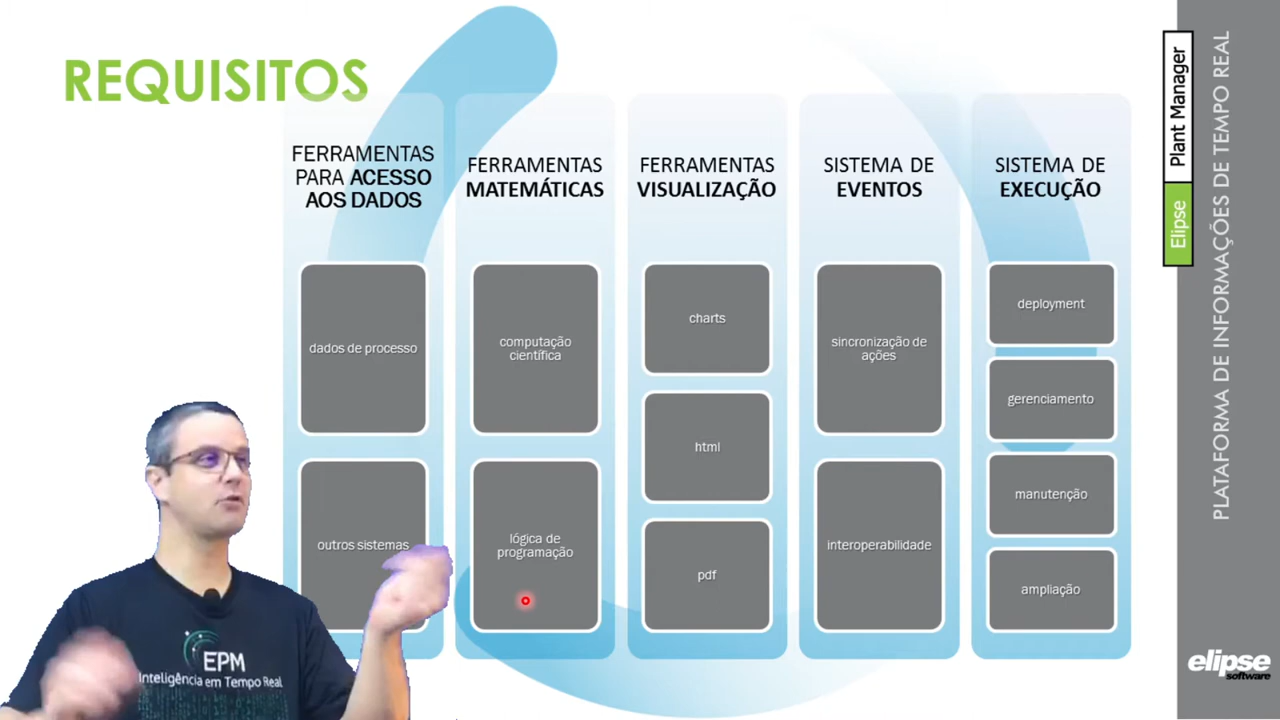 REQUISITOS
FERRAMENTAS
PARA ACESSO
AOS DADOS
dados de processo
outros sistemas
FERRAMENTAS
MATEMÁTICAS
computação
científica
lógica de
programação
FERRAMENTAS
VISUALIZAÇÃO
charts
html
pdf
SISTEMA DE
EVENTOS
sincronização de
ações
interoperabilidade
SISTEMA DE
EXECUÇÃO
deployment
gerenciamento
manutenção
ampliação
Elipse Plant Manager
PLATAFORMA DE INFORMAÇÕES DE TEMPO REAL
elipse
software
EPM
Inteligência em Tempo Real